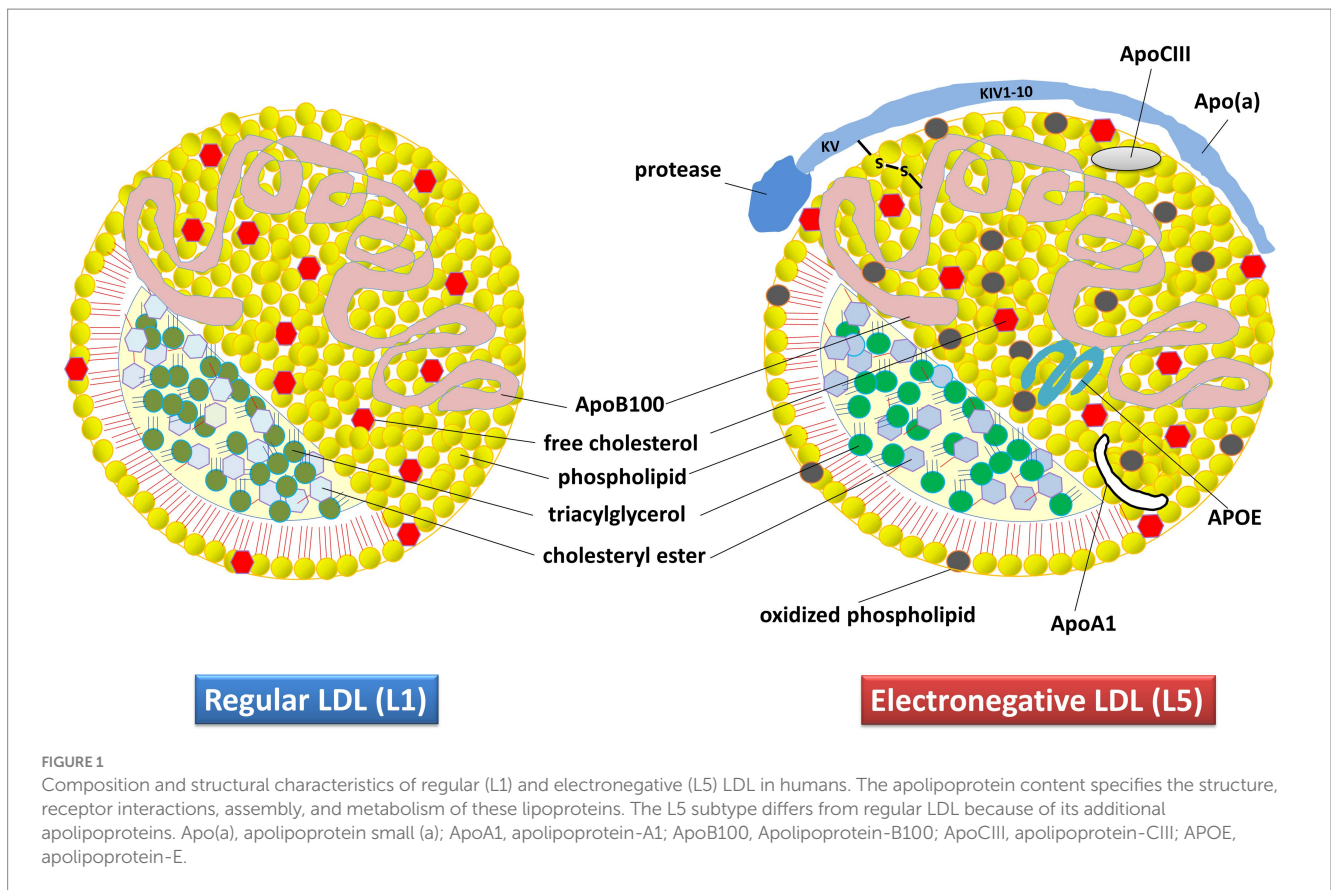 ApoCIII
KIV1-10
Apo(a)
KV
protease
S
S
ApoB100
free cholesterol
phospholipid
triacylglycerol
cholesteryl ester
APOE
oxidized phospholipid
ApoA1
Regular LDL (L1)
Electronegative LDL (L5)
FIGURE 1
Composition and structural characteristics of regular (L1) and electronegative (L5) LDL in humans. The apolipoprotein content specifies the structure,
receptor interactions, assembly, and metabolism of these lipoproteins. The L5 subtype differs from regular LDL because of its additional
apolipoproteins. Apo(a), apolipoprotein small (a); ApoA1, apolipoprotein-A1; ApoB100, Apolipoprotein-B100; ApoCIII, apolipoprotein-CIII; APOE,
apolipoprotein-E.